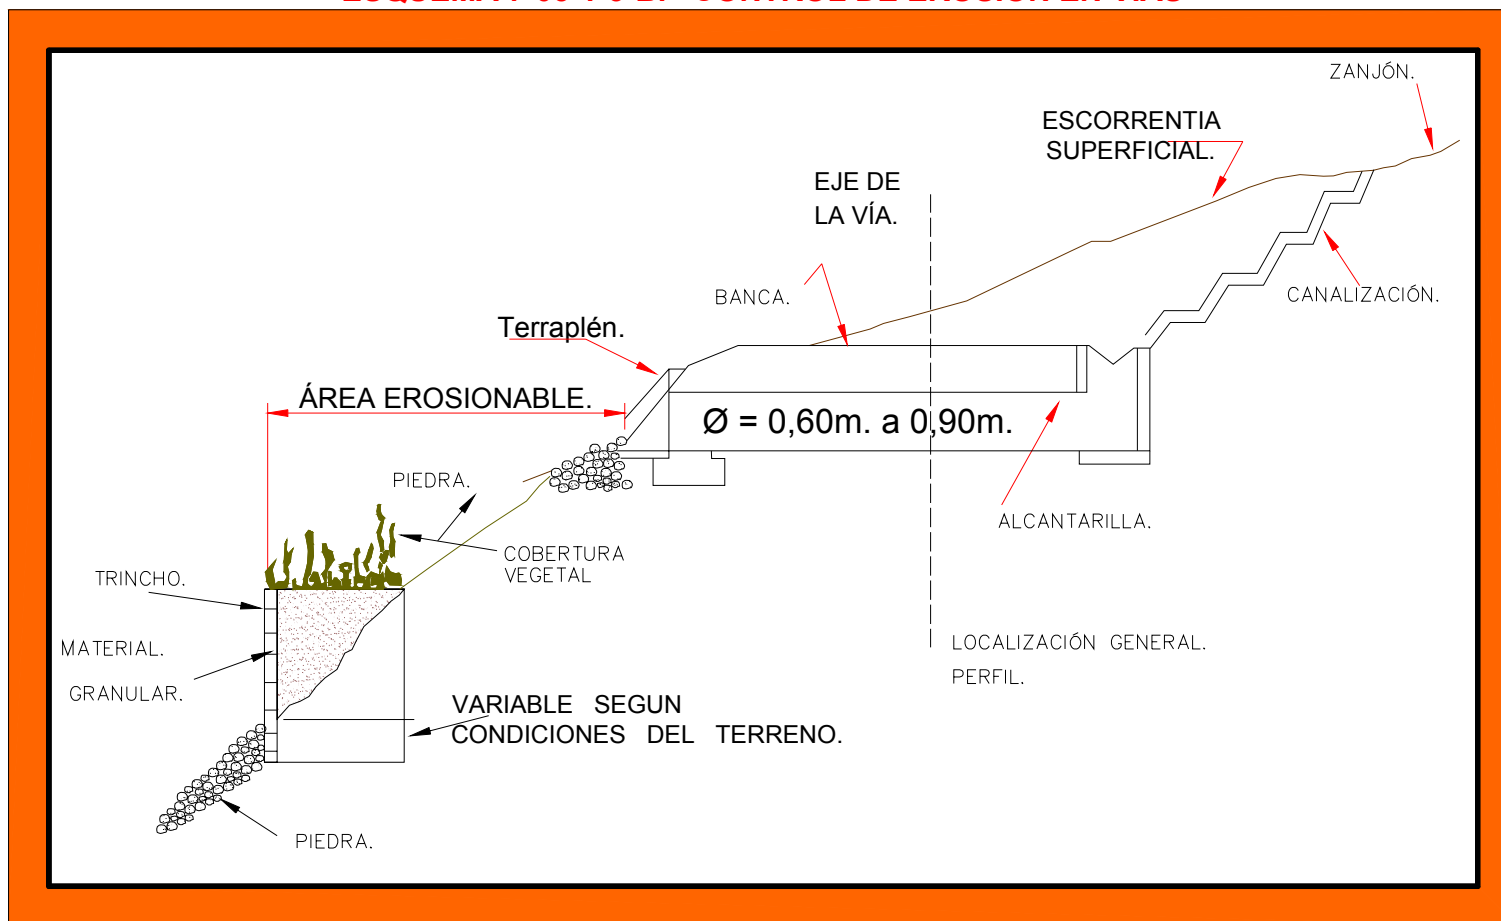 ZANJÓN.
ESCORRENTIA
SUPERFICIAL.
EJE DE
LA VÍA.
BANCA.
CANALIZACIÓN.
Terraplén.
ÁREA EROSIONABLE.
Ø = 0,60m. a 0,90m.
PIEDRA.
ALCANTARILLA.
COBERTURA
VEGETAL
TRINCHO.
MATERIAL.
GRANULAR.
LOCALIZACIÓN GENERAL.
PERFIL.
VARIABLE SEGUN
CONDICIONES DEL TERRENO.
PIEDRA.